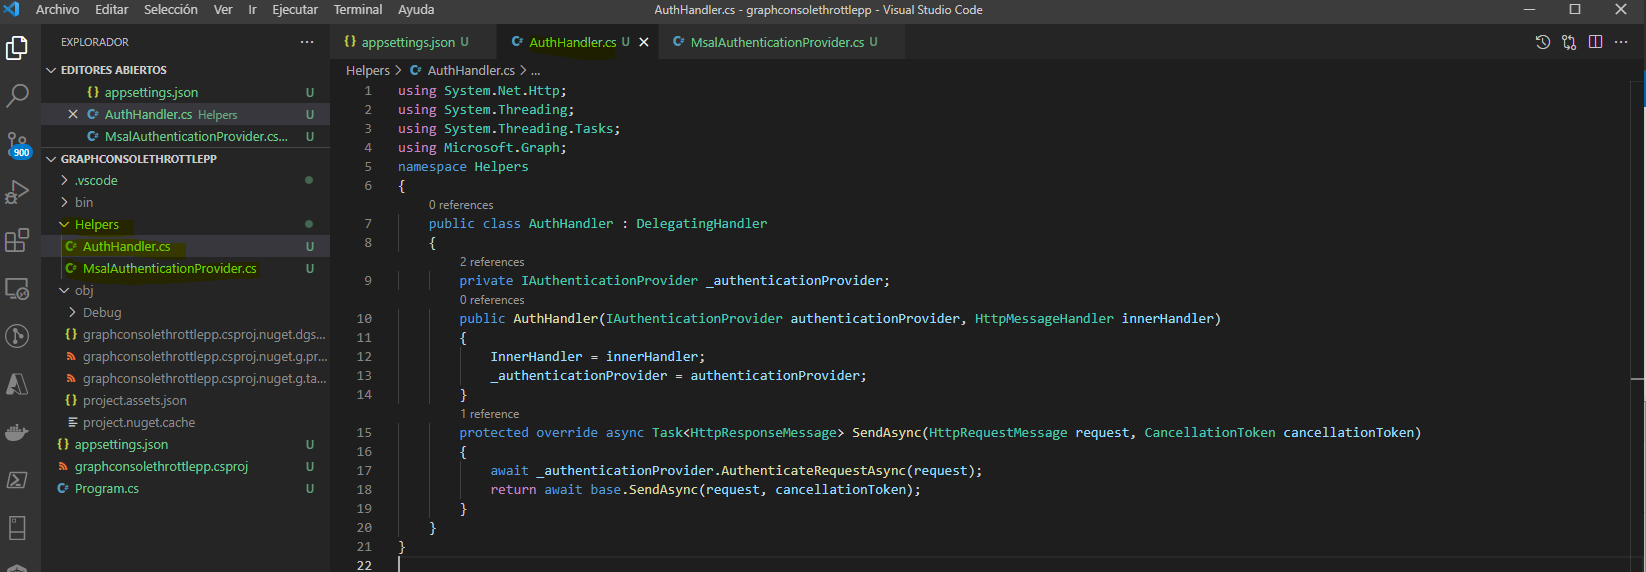 Archivo Editar Selección Ver Ir Ejecutar Terminal Ayuda
AuthHandler.cs - graphconsolethrottlepp - Visual Studio Code
EXPLORADOR
EDITORES ABIERTOS
appsettings.json U
AuthHandler.cs Helpers U
MsalAuthenticationProvider.cs... U
900
GRAPHCONSOLETHROTTLEPP
.vscode
bin
Helpers
AuthHandler.cs U
MsalAuthenticationProvider.cs U
obj
Debug
graphconsolethrottlepp.csproj.nuget.dgs...
graphconsolethrottlepp.csproj.nuget.g.pr...
graphconsolethrottlepp.csproj.nuget.g.ta...
project.assets.json
project.nuget.cache
appsettings.json U
graphconsolethrottlepp.csproj U
Program.cs U
appsettings.json U
AuthHandler.cs U
MsalAuthenticationProvider.cs U
Helpers > AuthHandler.cs > ...
1 using System.Net.Http;
2 using System.Threading;
3 using System.Threading.Tasks;
4 using Microsoft.Graph;
5 namespace Helpers
6 {
0 references
7 public class AuthHandler : DelegatingHandler
8 {
2 references
9 private IAuthenticationProvider _authenticationProvider;
0 references
10 public AuthHandler(IAuthenticationProvider authenticationProvider, HttpMessageHandler innerHandler)
11 {
12 InnerHandler = innerHandler;
13 _authenticationProvider = authenticationProvider;
14 }
1 reference
15 protected override async Task<HttpResponseMessage> SendAsync(HttpRequestMessage request, CancellationToken cancellationToken)
16 {
17 await _authenticationProvider.AuthenticateRequestAsync(request);
18 return await base.SendAsync(request, cancellationToken);
19 }
20 }
21 }
22